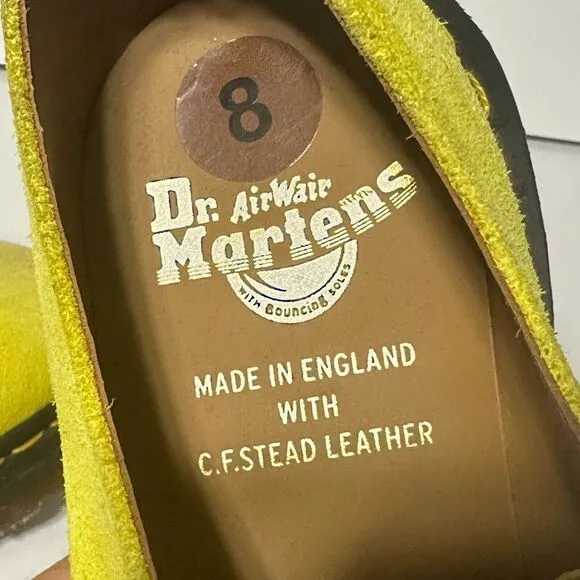 8
Dr. AirWair
Martens
WITH Bouncing SOLES
MADE IN ENGLAND
WITH
C.F.STEAD LEATHER